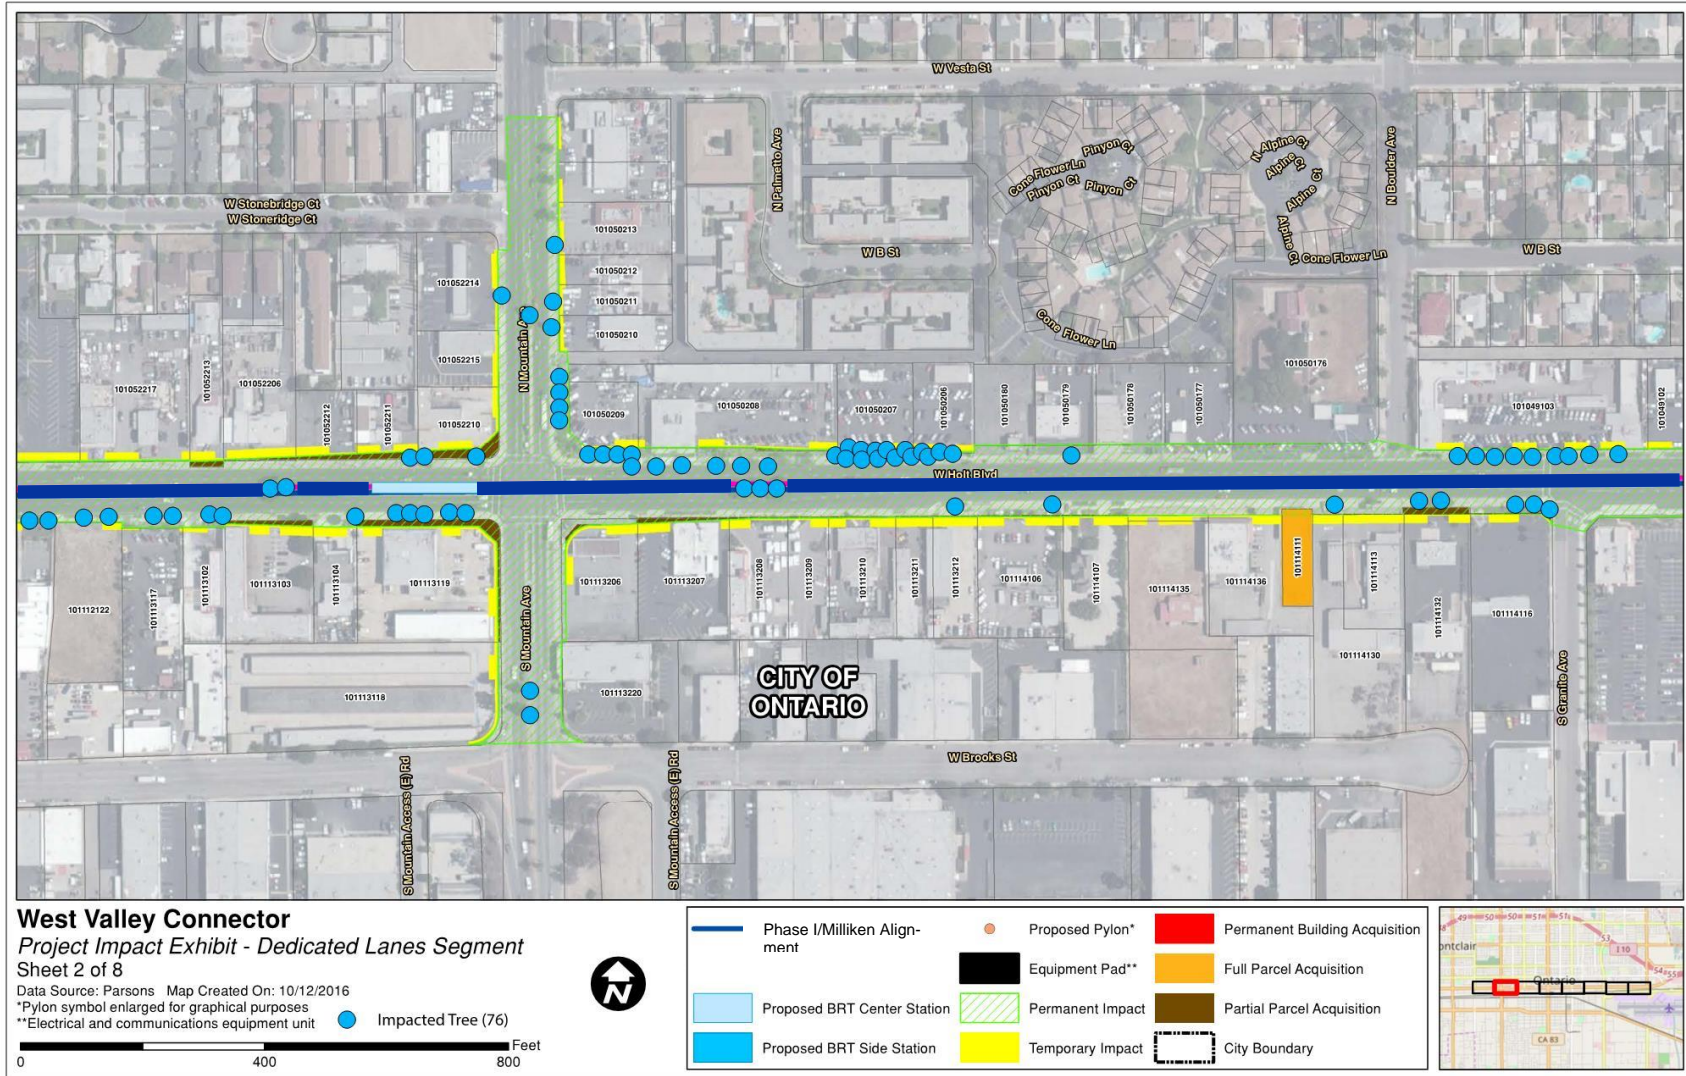 W Vesta St
N Palmetto Ave
N Boulder Ave
Pinyon Ct
Cone Flower Ln
Pinyon Ct
Pinyon Ct
N Alpine Ct
Alpine Ct
Alpine Ct
Alpine Ct
Cone Flower Ln
Cone Flower Ln
W Stonebridge Ct
W Stoneridge Ct
W B St
W B St
101050213
101050212
101050211
101050210
101052214
101052215
N Mountain Ave
101052217
101052213
101052206
101052212
101052211
101052210
101050209
101050208
101050207
101050206
101050180
101050179
101050178
101050177
101050176
101049103
101049102
W Holt Blvd
101112122
101113117
101113102
101113103
101113104
101113119
101113118
S Mountain Ave
101113206
101113207
101113208
101113209
101113210
101113211
101113212
101114106
101114107
101114135
101114136
101114111
101114113
101114132
101114116
101114130
101113220
CITY OF
ONTARIO
S Granite Ave
W Brooks St
S Mountain Access (E) Rd
S Mountain Access (E) Rd
West Valley Connector
Project Impact Exhibit - Dedicated Lanes Segment
Sheet 2 of 8
Data Source: Parsons Map Created On: 10/12/2016
*Pylon symbol enlarged for graphical purposes
**Electrical and communications equipment unit
Impacted Tree (76)
Feet
0 400 800
N
Phase I/Milliken Align-
ment
Proposed BRT Center Station
Proposed BRT Side Station
Proposed Pylon*
Equipment Pad**
Permanent Impact
Temporary Impact
Permanent Building Acquisition
Full Parcel Acquisition
Partial Parcel Acquisition
City Boundary
ontclair
I 10
Ontario
CA 83